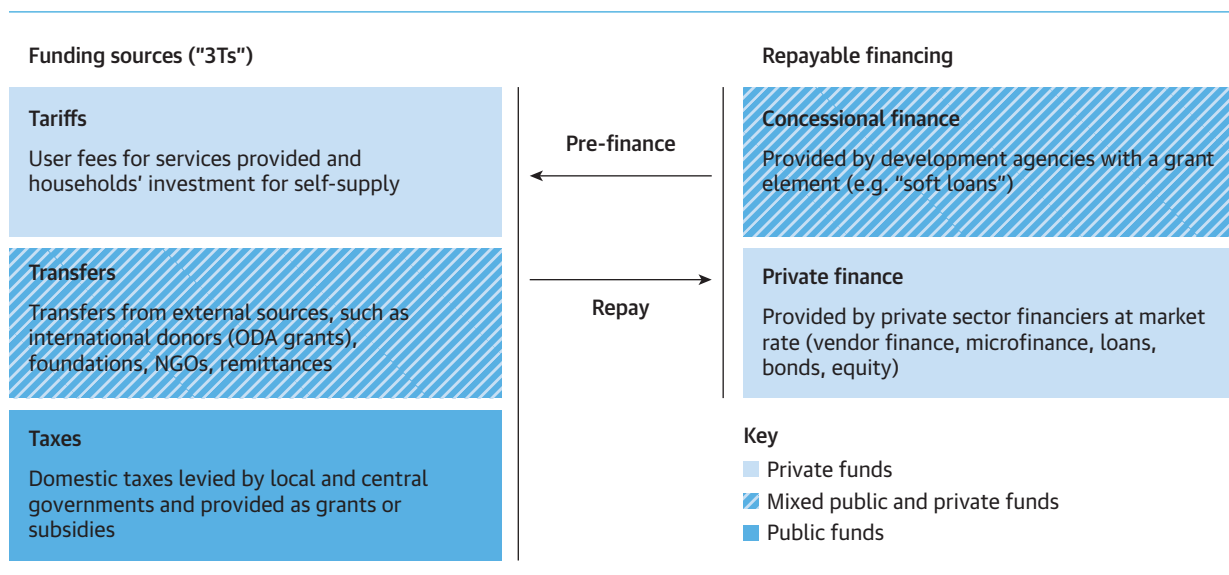 Funding sources ("3Ts")
Tariffs
User fees for services provided and
households' investment for self-supply
Transfers
Transfers from external sources, such as
international donors (ODA grants),
foundations, NGOs, remittances
Taxes
Domestic taxes levied by local and central
governments and provided as grants or
subsidies
Pre-finance
Repay
Repayable financing
Concessional finance
Provided by development agencies with a grant
element (e.g. "soft loans")
Private finance
Provided by private sector financiers at market
rate (vendor finance, microfinance, loans,
bonds, equity)
Key
Private funds
Mixed public and private funds
Public funds